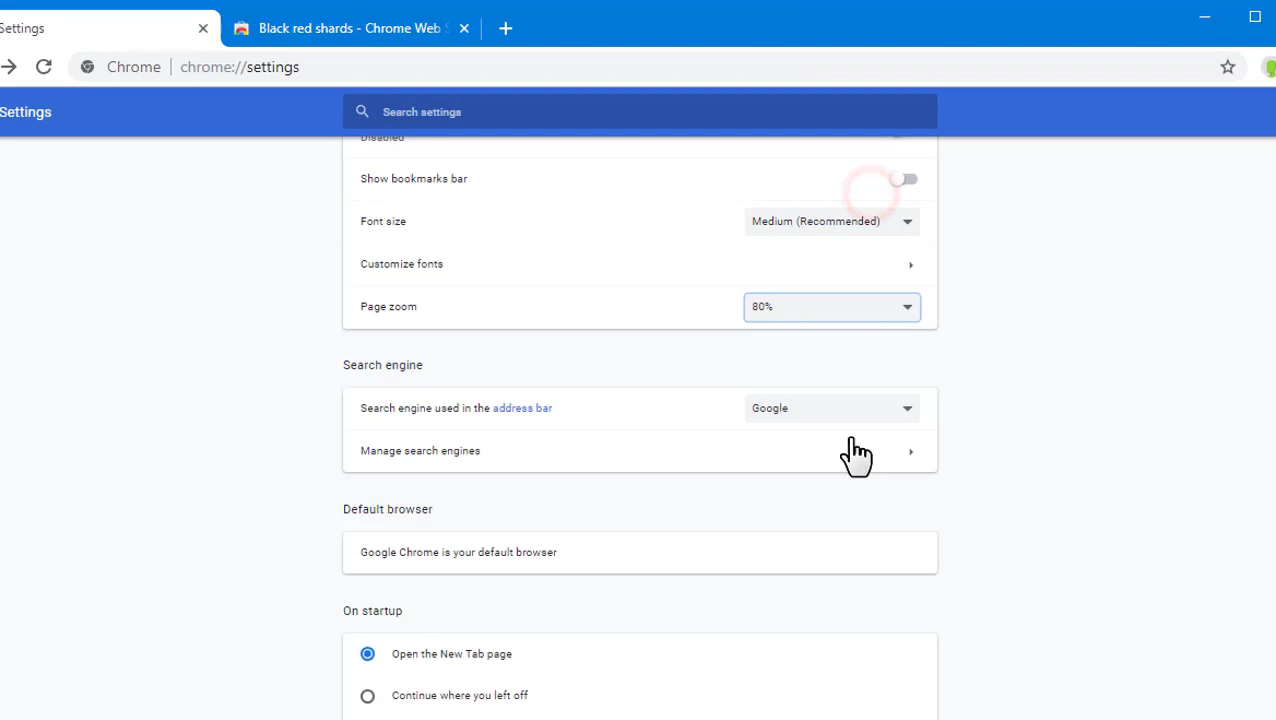 Settings
Black red shards - Chrome Web S
Chrome
chrome://settings
Settings
Search settings
Disabled
Show bookmarks bar
Font size
Medium (Recommended)
Customize fonts
Page zoom
80%
Search engine
Search engine used in the address bar
Google
Manage search engines
Default browser
Google Chrome is your default browser
On startup
Open the New Tab page
Continue where you left off